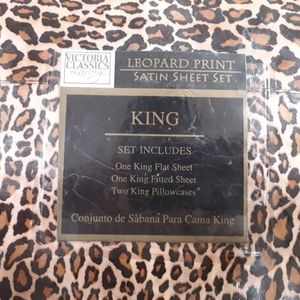 VICTORIA
CLASSICS
LEOPARD PRINT
SATIN SHEET SET
KING
SET INCLUDES
One King Flat Sheet
One King Fitted Sheet
Two King Pillowcases
Conjunto de Sàbana Para Cama King